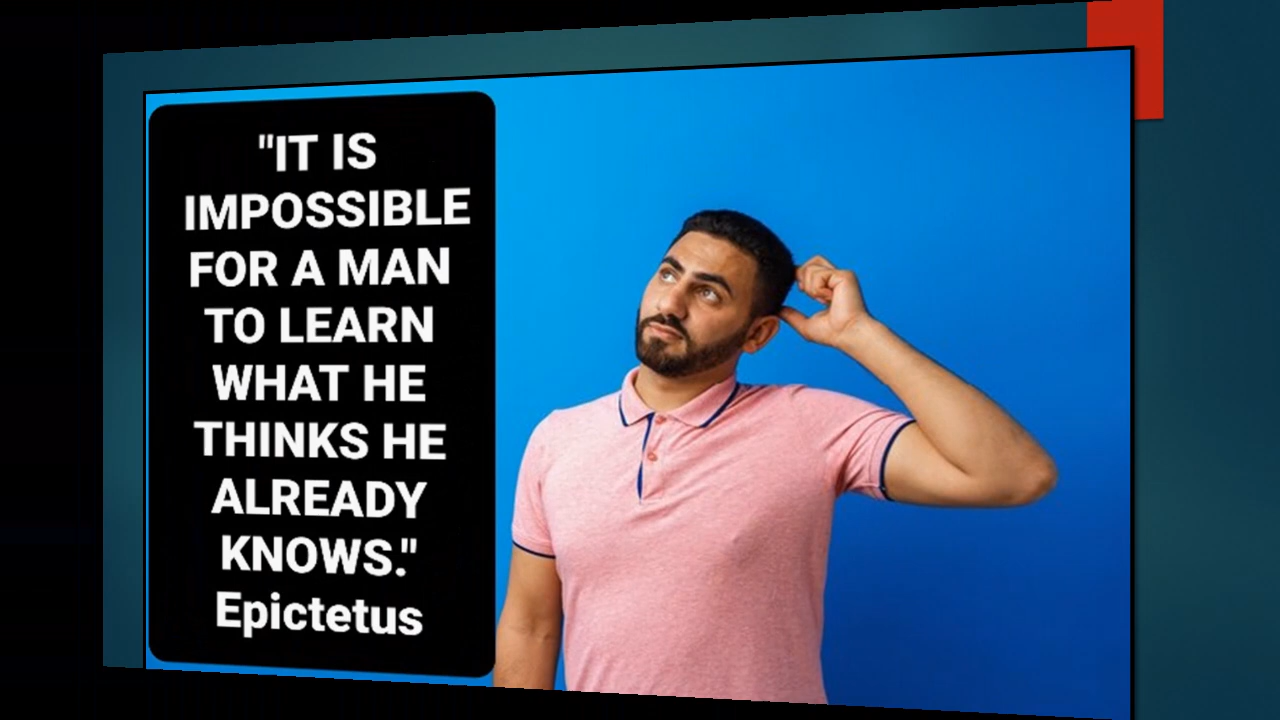 "IT IS
IMPOSSIBLE
FOR A MAN
TO LEARN
WHAT HE
THINKS HE
ALREADY
KNOWS."
Epictetus